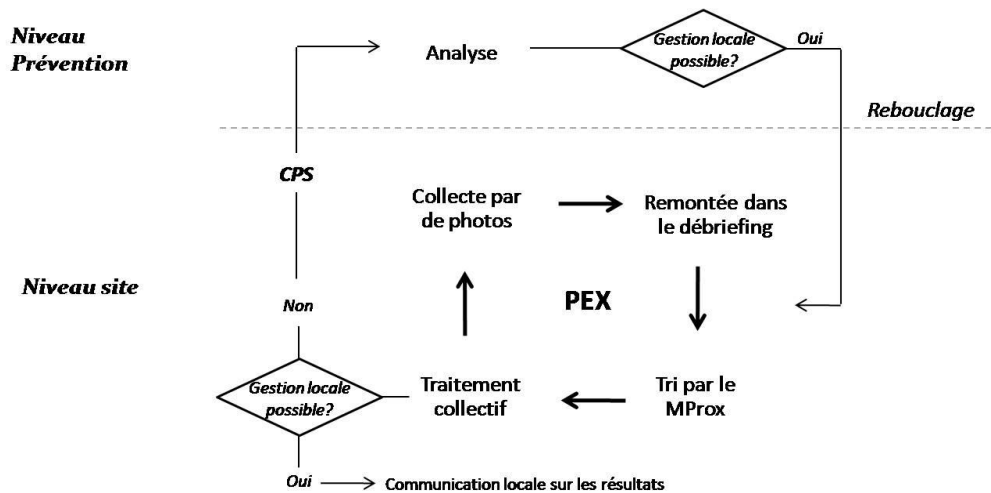 Niveau
Prévention
Analyse
Gestion locale
possible?
Oui
Rebouclage
CPS
Collecte par
de photos
Remontée dans
le débriefing
Niveau site
Non
PEX
Gestion locale
possible?
Traitement
collectif
Tri par le
MProx
Oui
Communication locale sur les résultats